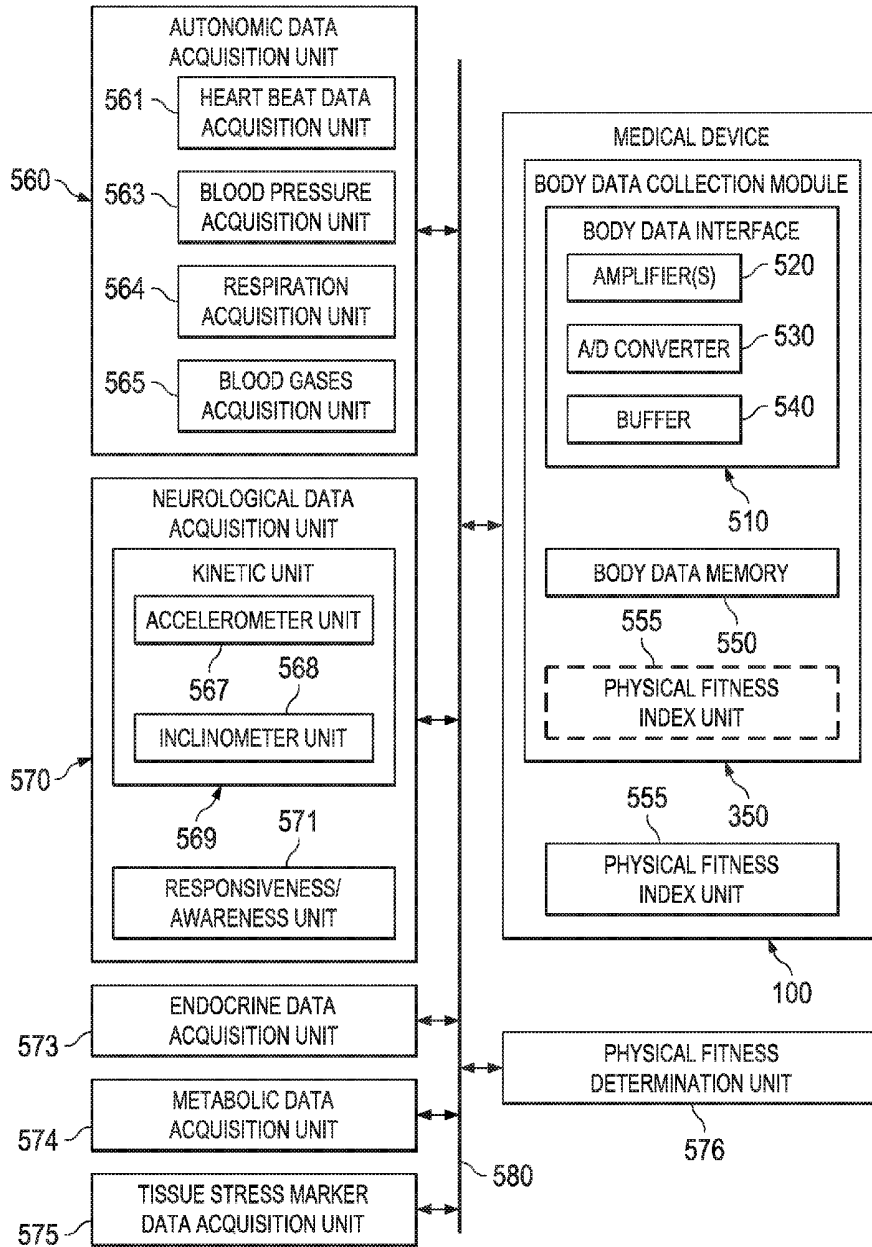 AUTONOMIC DATA
ACQUISITION UNIT
561
HEART BEAT DATA
ACQUISITION UNIT
560
563
BLOOD PRESSURE
ACQUISITION UNIT
564
RESPIRATION
ACQUISITION UNIT
565
BLOOD GASES
ACQUISITION UNIT
NEUROLOGICAL DATA
ACQUISITION UNIT
KINETIC UNIT
ACCELEROMETER UNIT
567
568
INCLINOMETER UNIT
570
569
571
RESPONSIVENESS/
AWARENESS UNIT
573
ENDOCRINE DATA
ACQUISITION UNIT
574
METABOLIC DATA
ACQUISITION UNIT
575
TISSUE STRESS MARKER
DATA ACQUISITION UNIT
580
MEDICAL DEVICE
BODY DATA COLLECTION MODULE
BODY DATA INTERFACE
AMPLIFIER(S)
520
A/D CONVERTER
530
BUFFER
540
510
BODY DATA MEMORY
555
550
PHYSICAL FITNESS
INDEX UNIT
555
350
PHYSICAL FITNESS
INDEX UNIT
100
PHYSICAL FITNESS
DETERMINATION UNIT
576